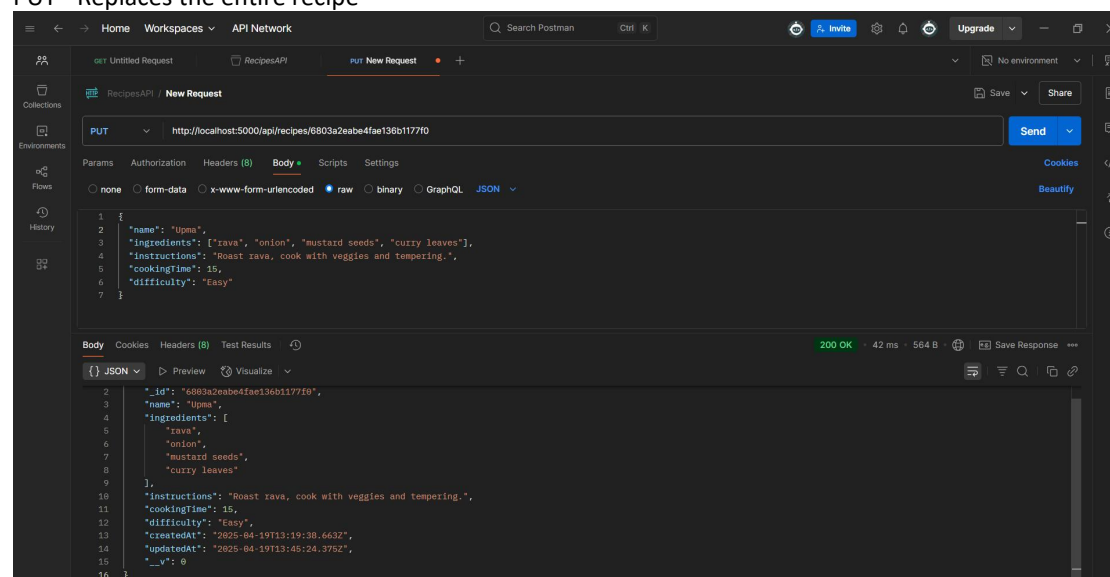 PUT - Replaces the entire recipe
Home Workspaces API Network Search Postman Ctrl K Invite Upgrade
GET Untitled Request RecipesAPI PUT New Request No environment
RecipesAPI / New Request Save Share
Collections
PUT http://localhost:5000/api/recipes/6803a2eabe4fae136b1177f0 Send
Environments
Params Authorization Headers (8) Body Scripts Settings Cookies
Flows
none form-data x-www-form-urlencoded raw binary GraphQL JSON Beautify
History
1 {
2 "name": "Upma",
3 "ingredients": ["rava", "onion", "mustard seeds", "curry leaves"],
4 "instructions": "Roast rava, cook with veggies and tempering.",
5 "cookingTime": 15,
6 "difficulty": "Easy"
7 }
Body Cookies Headers (8) Test Results 200 OK 42 ms 564 B Save Response
{} JSON Preview Visualize
2 "_id": "6803a2eabe4fae136b1177f0",
3 "name": "Upma",
4 "ingredients": [
5 "rava",
6 "onion",
7 "mustard seeds",
8 "curry leaves"
9 ],
10 "instructions": "Roast rava, cook with veggies and tempering.",
11 "cookingTime": 15,
12 "difficulty": "Easy",
13 "createdAt": "2025-04-19T13:19:38.663Z",
14 "updatedAt": "2025-04-19T13:45:24.375Z",
15 "__v": 0
16 }